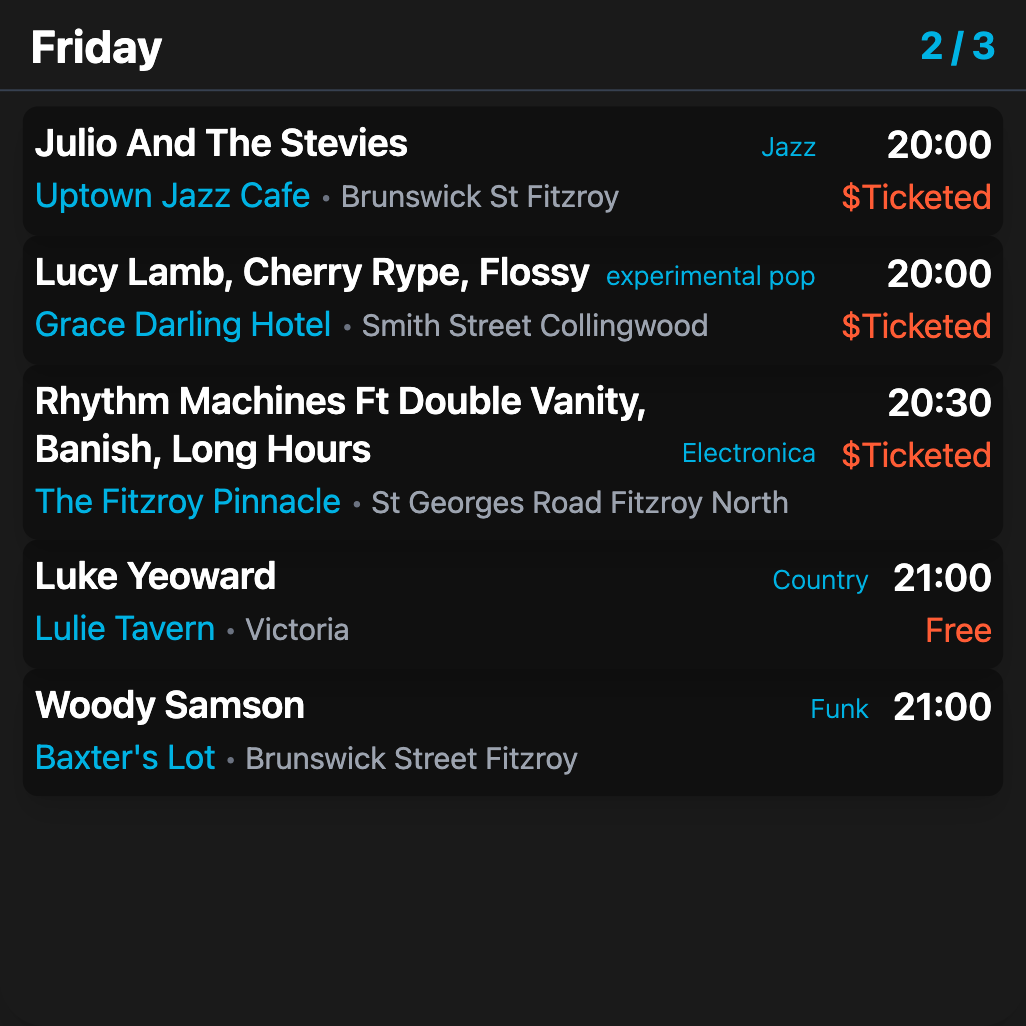 Friday 2 / 3
Julio And The Stevies Jazz 20:00
Uptown Jazz Cafe • Brunswick St Fitzroy $Ticketed
Lucy Lamb, Cherry Rype, Flossy experimental pop 20:00
Grace Darling Hotel • Smith Street Collingwood $Ticketed
Rhythm Machines Ft Double Vanity, 20:30
Banish, Long Hours Electronica $Ticketed
The Fitzroy Pinnacle • St Georges Road Fitzroy North
Luke Yeoward Country 21:00
Lulie Tavern • Victoria Free
Woody Samson Funk 21:00
Baxter's Lot • Brunswick Street Fitzroy